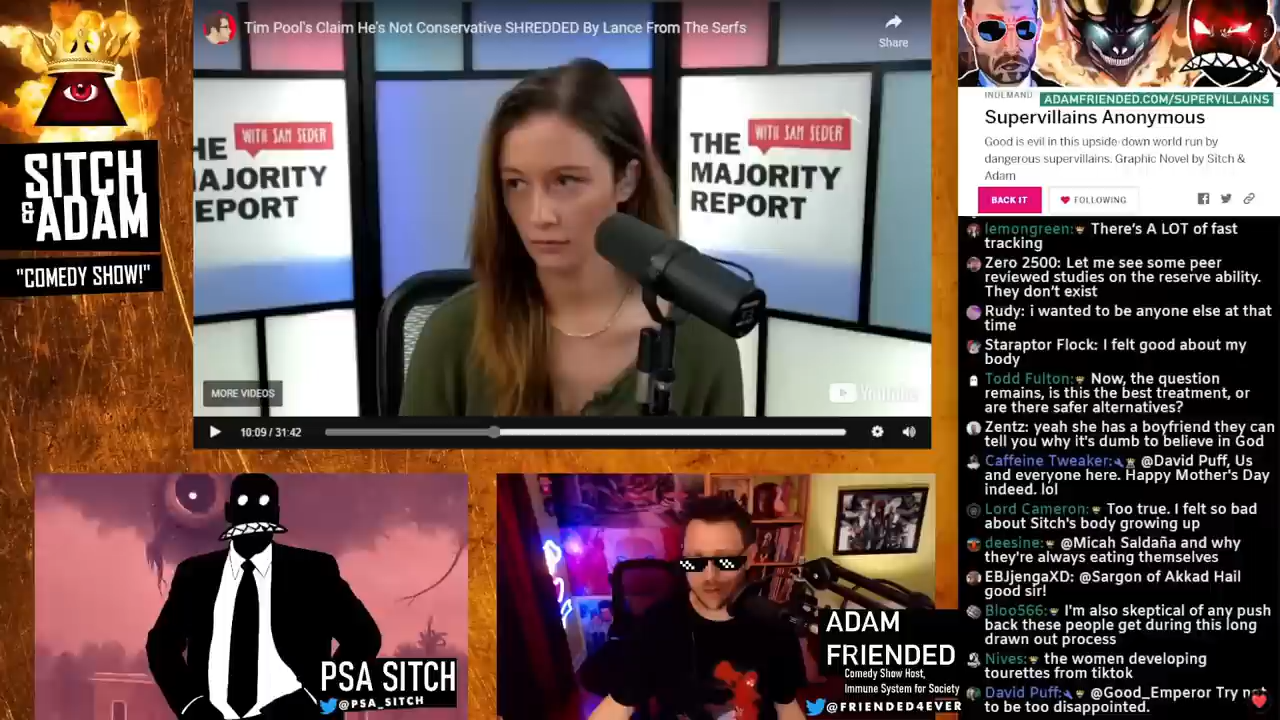 SITCH
& ADAM
"COMEDY SHOW!"
Tim Pool's Claim He's Not Conservative SHREDDED By Lance From The Serfs
Share
WITH SAM SEDER
HE
AJORITY
EPORT
WITH SAM SEDER
THE
MAJORITY
REPORT
MORE VIDEOS
YouTube
10:09 / 31:42
PSA SITCH
@PSA_SITCH
ADAM
FRIENDED
Comedy Show Host,
Immune System for Society
@FRIENDED4EVER
INDEMAND
ADAMFRIENDED.COM/SUPERVILLAINS
Supervillains Anonymous
Good is evil in this upside-down world run by
dangerous supervillains. Graphic Novel by Sitch &
Adam
BACK IT
FOLLOWING
lemongreen: There's A LOT of fast
tracking
Zero 2500: Let me see some peer
reviewed studies on the reserve ability.
They don't exist
Rudy: i wanted to be anyone else at that
time
Staraptor Flock: I felt good about my
body
Todd Fulton: Now, the question
remains, is this the best treatment, or
are there safer alternatives?
Zentz: yeah she has a boyfriend they can
tell you why it's dumb to believe in God
Caffeine Tweaker: @David Puff, Us
and everyone here. Happy Mother's Day
indeed. lol
Lord Cameron: Too true. I felt so bad
about Sitch's body growing up
deesine: @Micah Saldaña and why
they're always eating themselves
EBJjengaXD: @Sargon of Akkad Hail
good sir!
Bloo566: I'm also skeptical of any push
back these people get during this long
drawn out process
Nives: the women developing
tourettes from tiktok
David Puff: @Good_Emperor Try not
to be too disappointed.